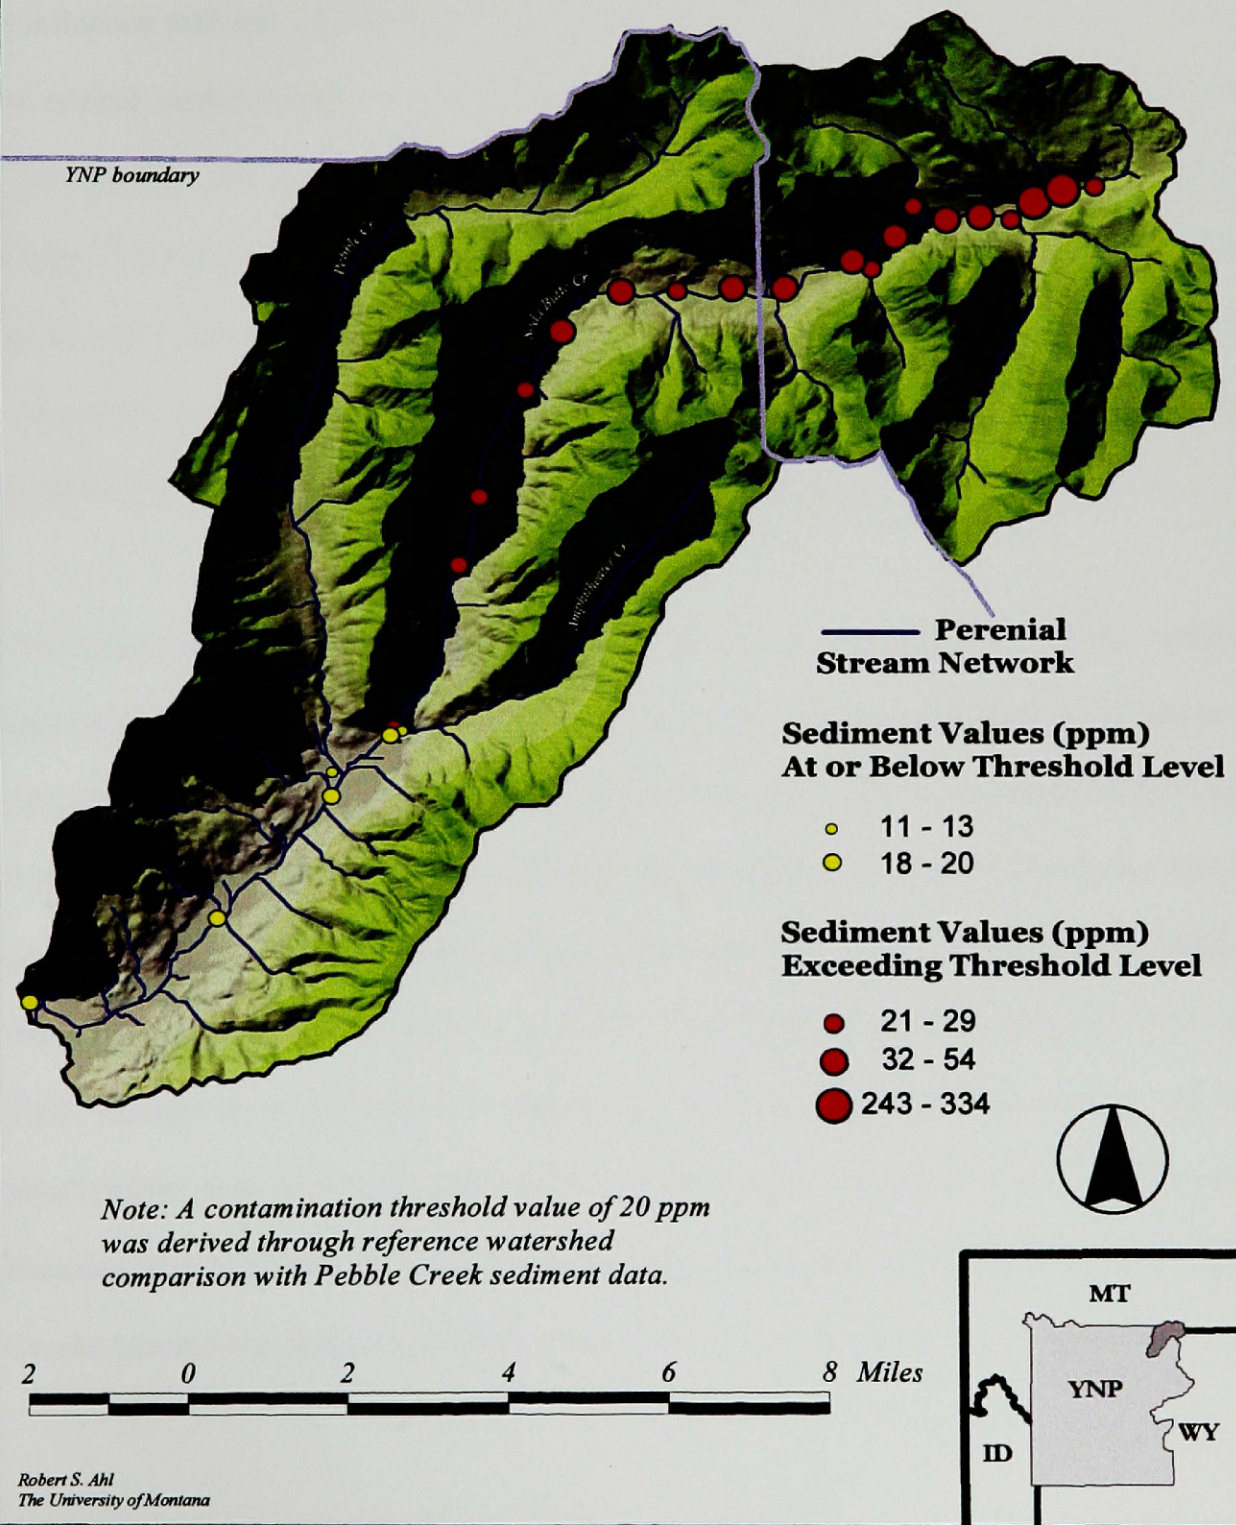 YNP boundary
Pebble Cr.
Soda Butte Cr.
Amphitheater Cr.
Perenial
Stream Network
Sediment Values (ppm)
At or Below Threshold Level
11 - 13
18 - 20
Sediment Values (ppm)
Exceeding Threshold Level
21 - 29
32 - 54
243 - 334
Note: A contamination threshold value of 20 ppm
was derived through reference watershed
comparison with Pebble Creek sediment data.
2 0 2 4 6 8 Miles
MT
YNP
WY
ID
Robert S. Ahl
The University of Montana